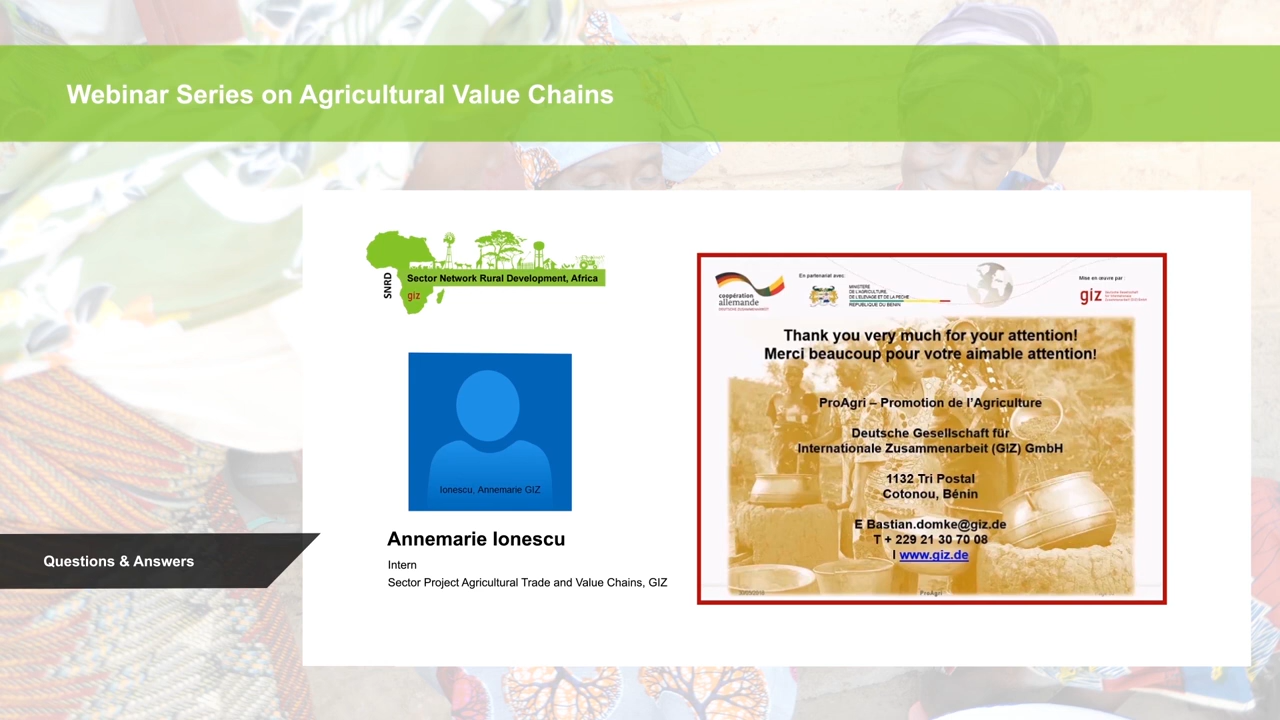 Webinar Series on Agricultural Value Chains
SNRD
Sector Network Rural Development, Africa
giz
Ionescu, Annemarie GIZ
Annemarie Ionescu
Intern
Sector Project Agricultural Trade and Value Chains, GIZ
Questions & Answers
coopération
allemande
DEUTSCHE ZUSAMMENARBEIT
En partenariat avec:
MINISTERE
DE L'AGRICULTURE,
DE L'ELEVAGE ET DE LA PECHE
REPUBLIQUE DU BENIN
Mise en œuvre par :
giz
Deutsche Gesellschaft
für Internationale
Zusammenarbeit (GIZ) GmbH
Thank you very much for your attention!
Merci beaucoup pour votre aimable attention!
ProAgri – Promotion de l'Agriculture
Deutsche Gesellschaft für
Internationale Zusammenarbeit (GIZ) GmbH
1132 Tri Postal
Cotonou, Bénin
E Bastian.domke@giz.de
T + 229 21 30 70 08
I www.giz.de
ProAgri